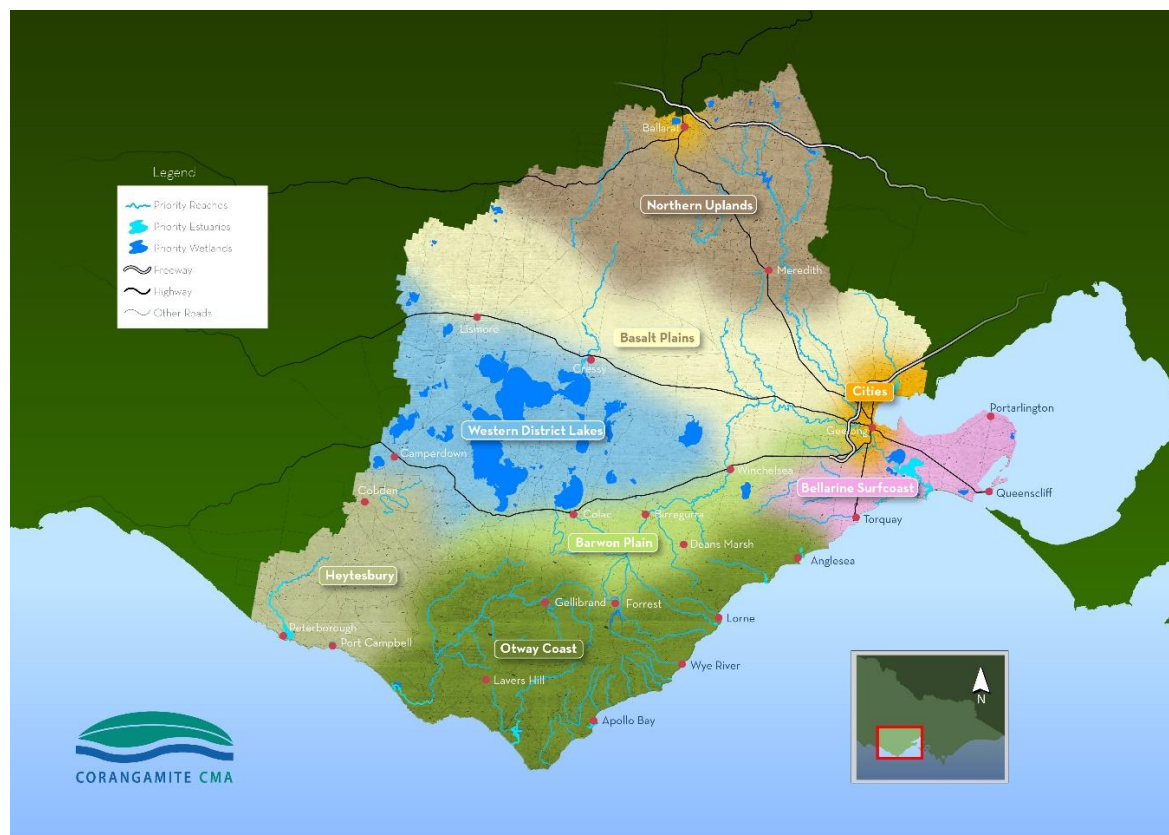 Legend
Priority Reaches
Priority Estuaries
Priority Wetlands
Freeway
Highway
Other Roads
Ballarat
Northern Uplands
Meredith
Lismore
Basalt Plains
Cressy
Cities
Portarlington
Geelong
Western District Lakes
Camperdown
Winchelsea
Bellarine Surfcoast
Queenscliff
Cobden
Colac
Birregurra
Torquay
Barwon Plain
Deans Marsh
Anglesea
Heytesbury
Gellibrand
Forrest
Lorne
Peterborough
Port Campbell
Otway Coast
Wye River
Lavers Hill
Apollo Bay
N
CORANGAMITE CMA